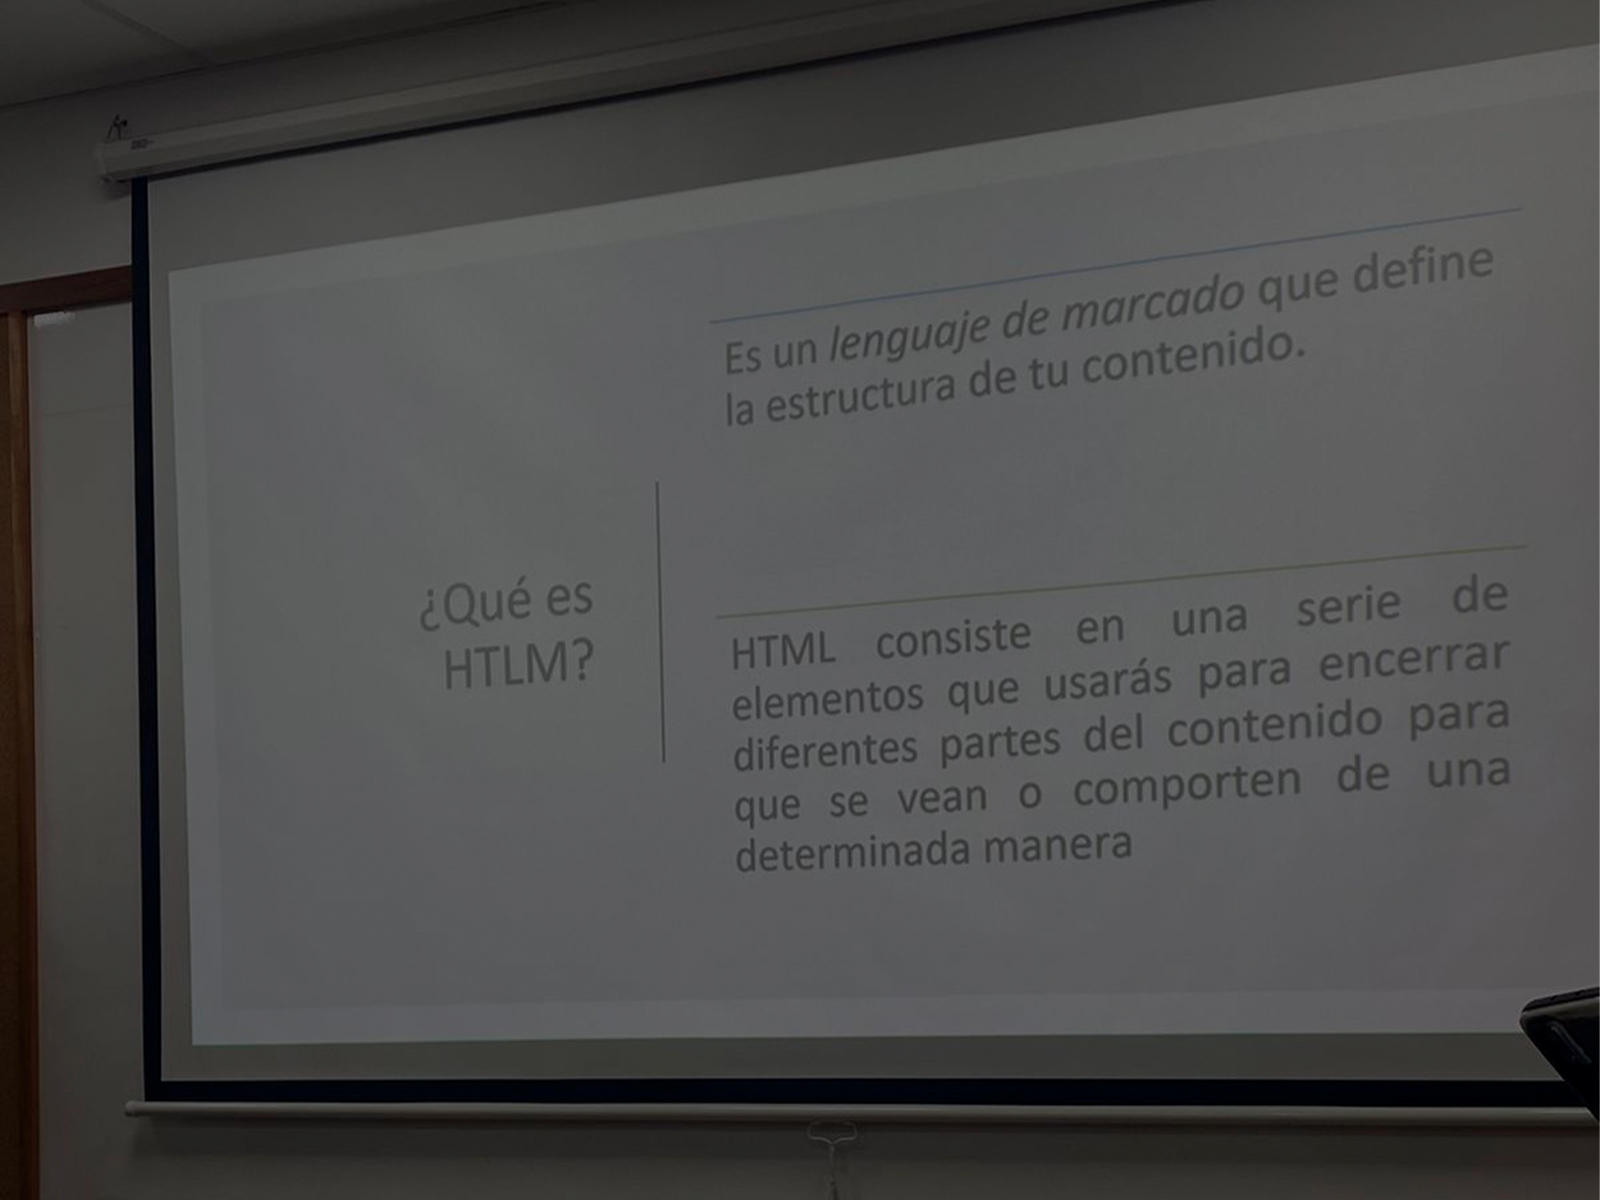 ¿Qué es
HTLM?
Es un lenguaje de marcado que define
la estructura de tu contenido.
HTML consiste en una serie de
elementos que usarás para encerrar
diferentes partes del contenido para
que se vean o comporten de una
determinada manera